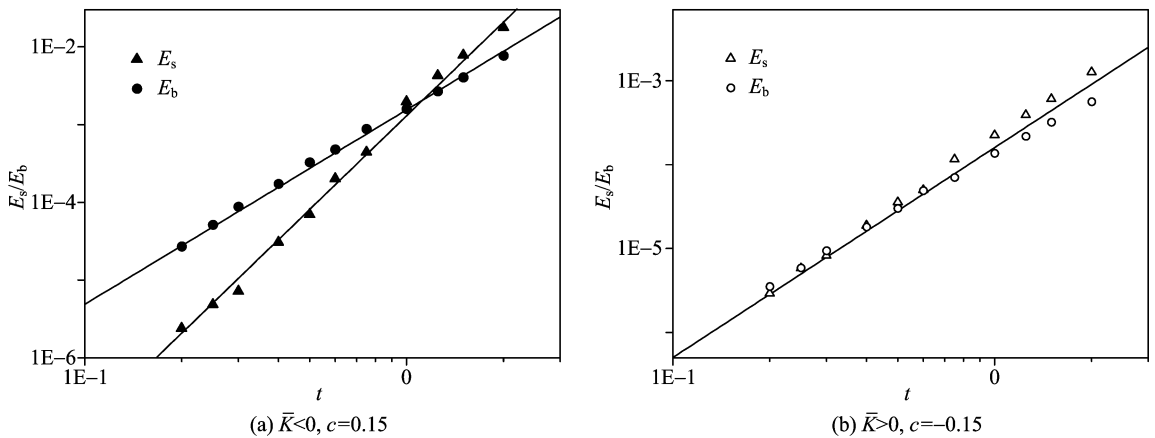 1E–2
1E–4
1E–6
E_s/E_b
▲ E_s
● E_b
1E–1
0
t
(a) K̅<0, c=0.15
1E–3
1E–5
E_s/E_b
△ E_s
○ E_b
1E–1
0
t
(b) K̅>0, c=–0.15